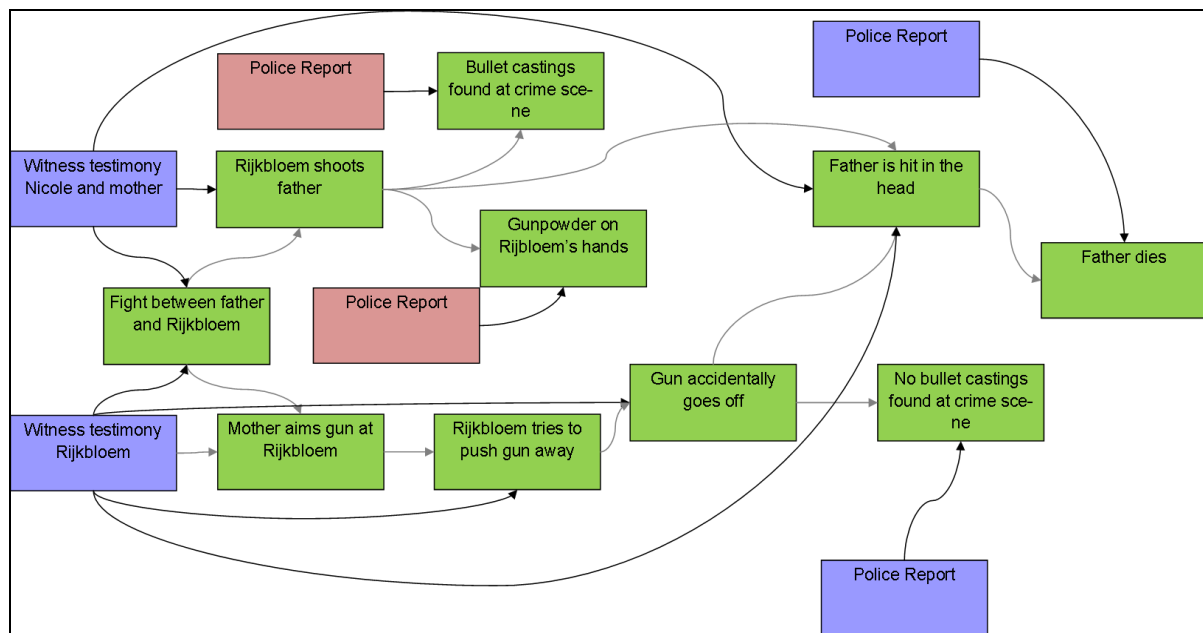 Police Report
Police Report
Bullet castings
found at crime sce-
ne
Witness testimony
Nicole and mother
Rijkbloem shoots
father
Father is hit in the
head
Gunpowder on
Rijbloem's hands
Father dies
Fight between father
and Rijkbloem
Police Report
Gun accidentally
goes off
No bullet castings
found at crime sce-
ne
Witness testimony
Rijkbloem
Mother aims gun at
Rijkbloem
Rijkbloem tries to
push gun away
Police Report